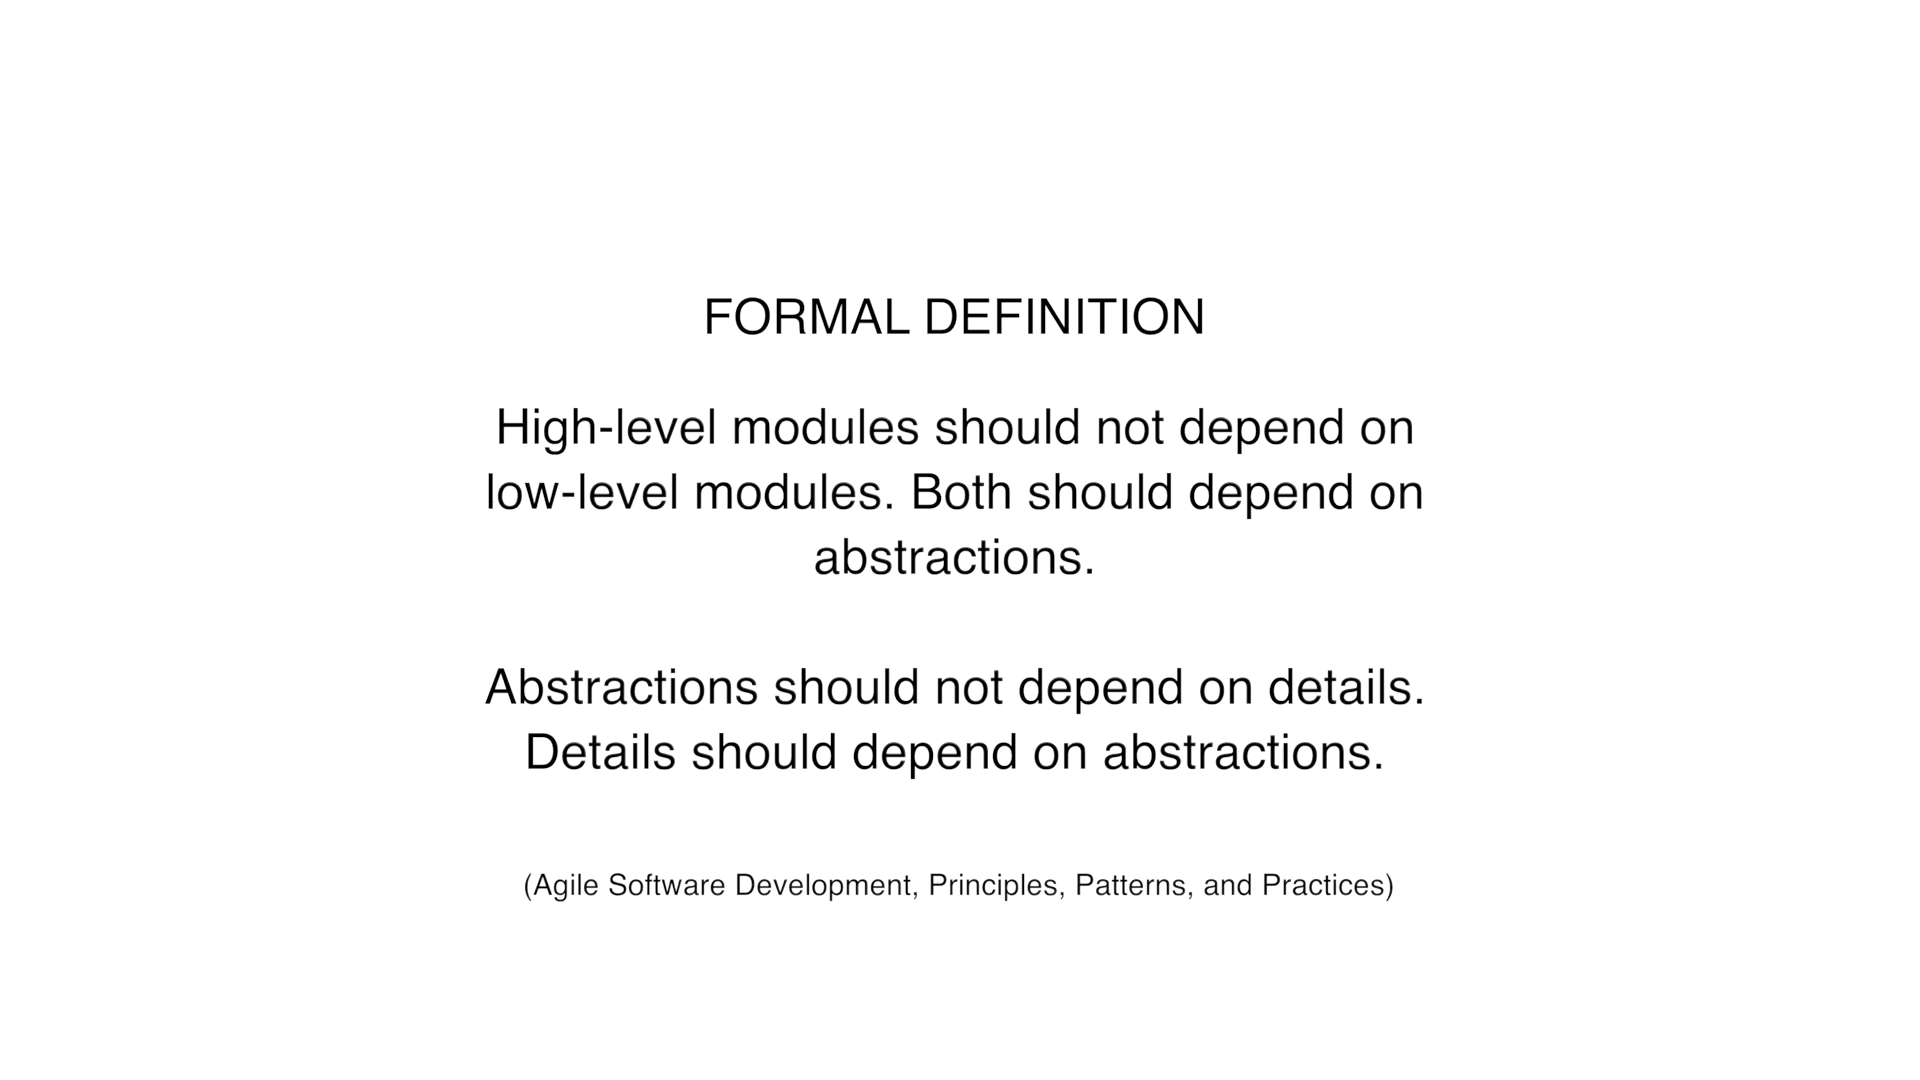 FORMAL DEFINITION
High-level modules should not depend on
low-level modules. Both should depend on
abstractions.
Abstractions should not depend on details.
Details should depend on abstractions.
(Agile Software Development, Principles, Patterns, and Practices)